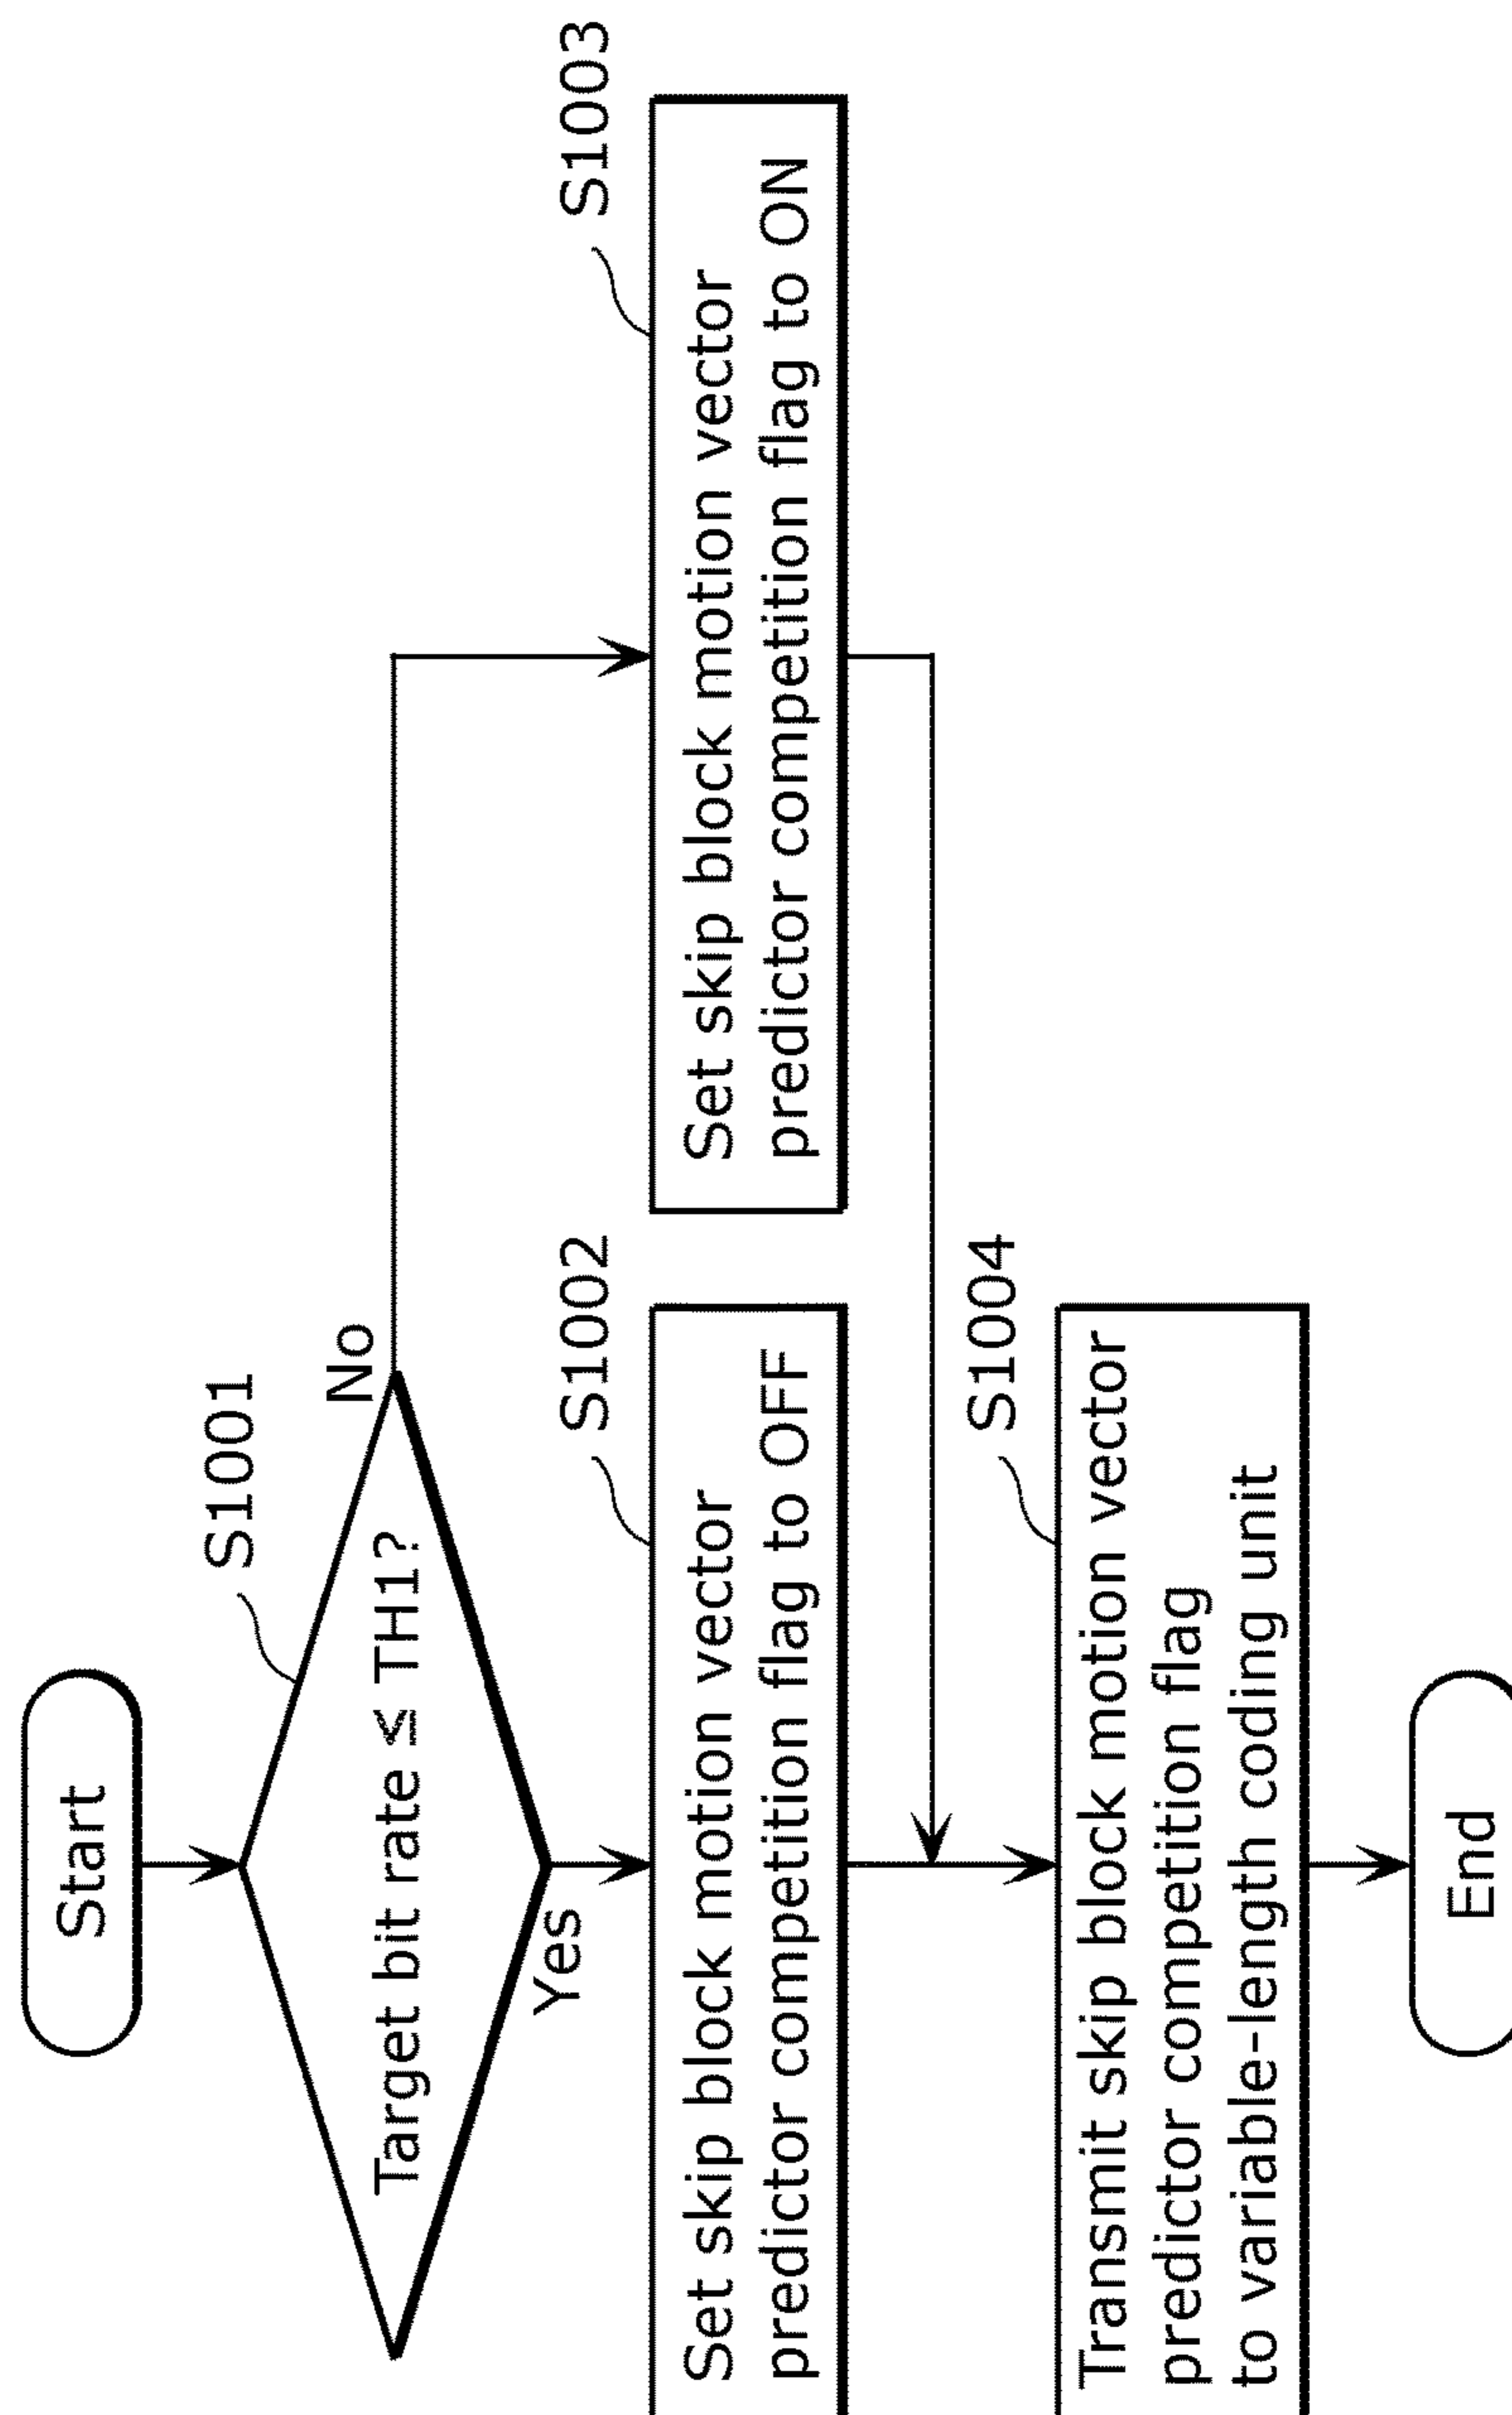 Start
S1001
Target bit rate ≤ TH1?
No
Yes
S1002
Set skip block motion vector
predictor competition flag to OFF
S1003
Set skip block motion vector
predictor competition flag to ON
S1004
Transmit skip block motion vector
predictor competition flag
to variable-length coding unit
End